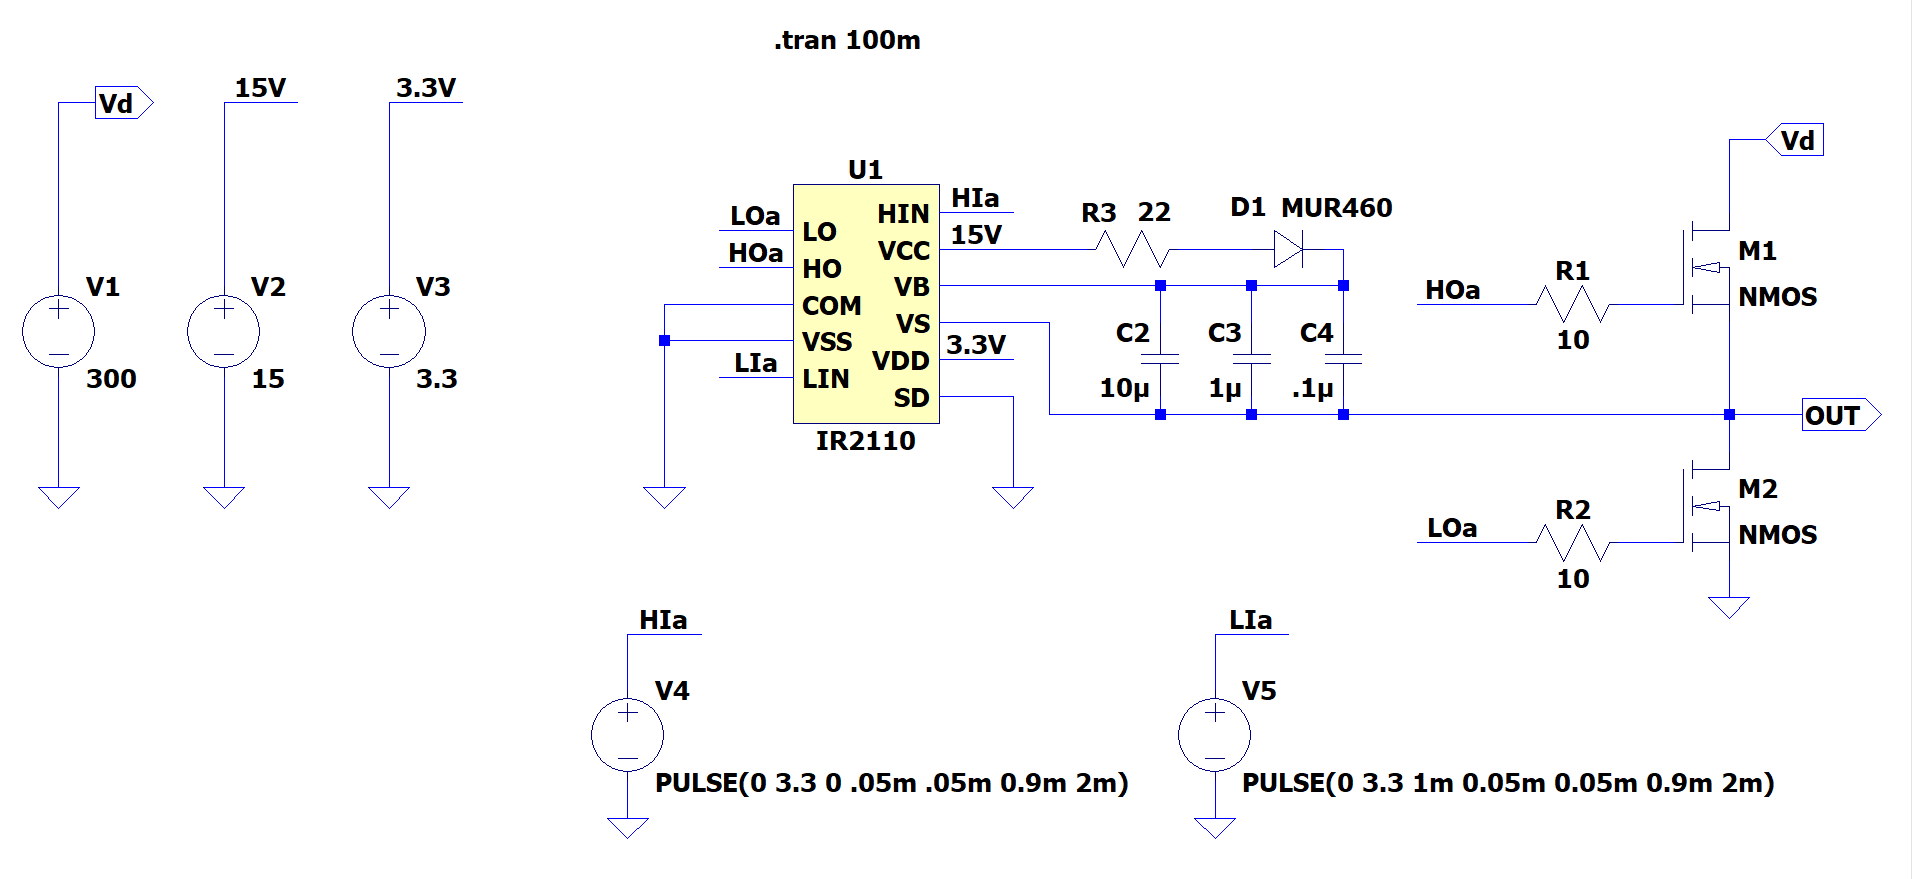 .tran 100m
Vd
15V
3.3V
V1
300
V2
15
V3
3.3
U1
IR2110
LO
HO
COM
VSS
LIN
HIN
VCC
VB
VS
VDD
SD
LOa
HOa
LIa
HIa
15V
3.3V
R3 22
D1 MUR460
C2
10µ
C3
1µ
C4
.1µ
Vd
M1
NMOS
HOa
R1
10
OUT
M2
NMOS
LOa
R2
10
HIa
V4
PULSE(0 3.3 0 .05m .05m 0.9m 2m)
LIa
V5
PULSE(0 3.3 1m 0.05m 0.05m 0.9m 2m)